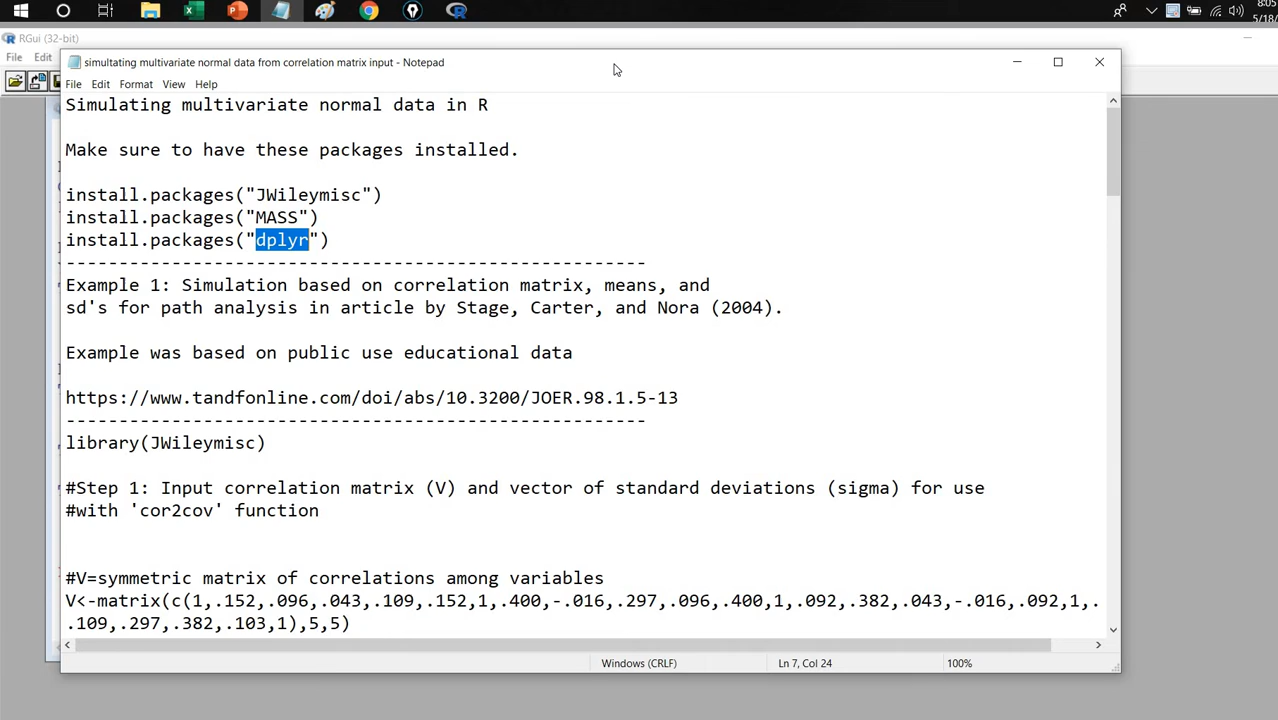 8:05
5/18/
RGui (32-bit)
File Edit
simultating multivariate normal data from correlation matrix input - Notepad
File Edit Format View Help
Simulating multivariate normal data in R
Make sure to have these packages installed.
install.packages("JWileymisc")
install.packages("MASS")
install.packages("dplyr")
-------------------------------------------------------
Example 1: Simulation based on correlation matrix, means, and
sd's for path analysis in article by Stage, Carter, and Nora (2004).
Example was based on public use educational data
https://www.tandfonline.com/doi/abs/10.3200/JOER.98.1.5-13
-------------------------------------------------------
library(JWileymisc)
#Step 1: Input correlation matrix (V) and vector of standard deviations (sigma) for use
#with 'cor2cov' function
#V=symmetric matrix of correlations among variables
V<-matrix(c(1,.152,.096,.043,.109,.152,1,.400,-.016,.297,.096,.400,1,.092,.382,.043,-.016,.092,1,.
.109,.297,.382,.103,1),5,5)
Windows (CRLF) Ln 7, Col 24 100%